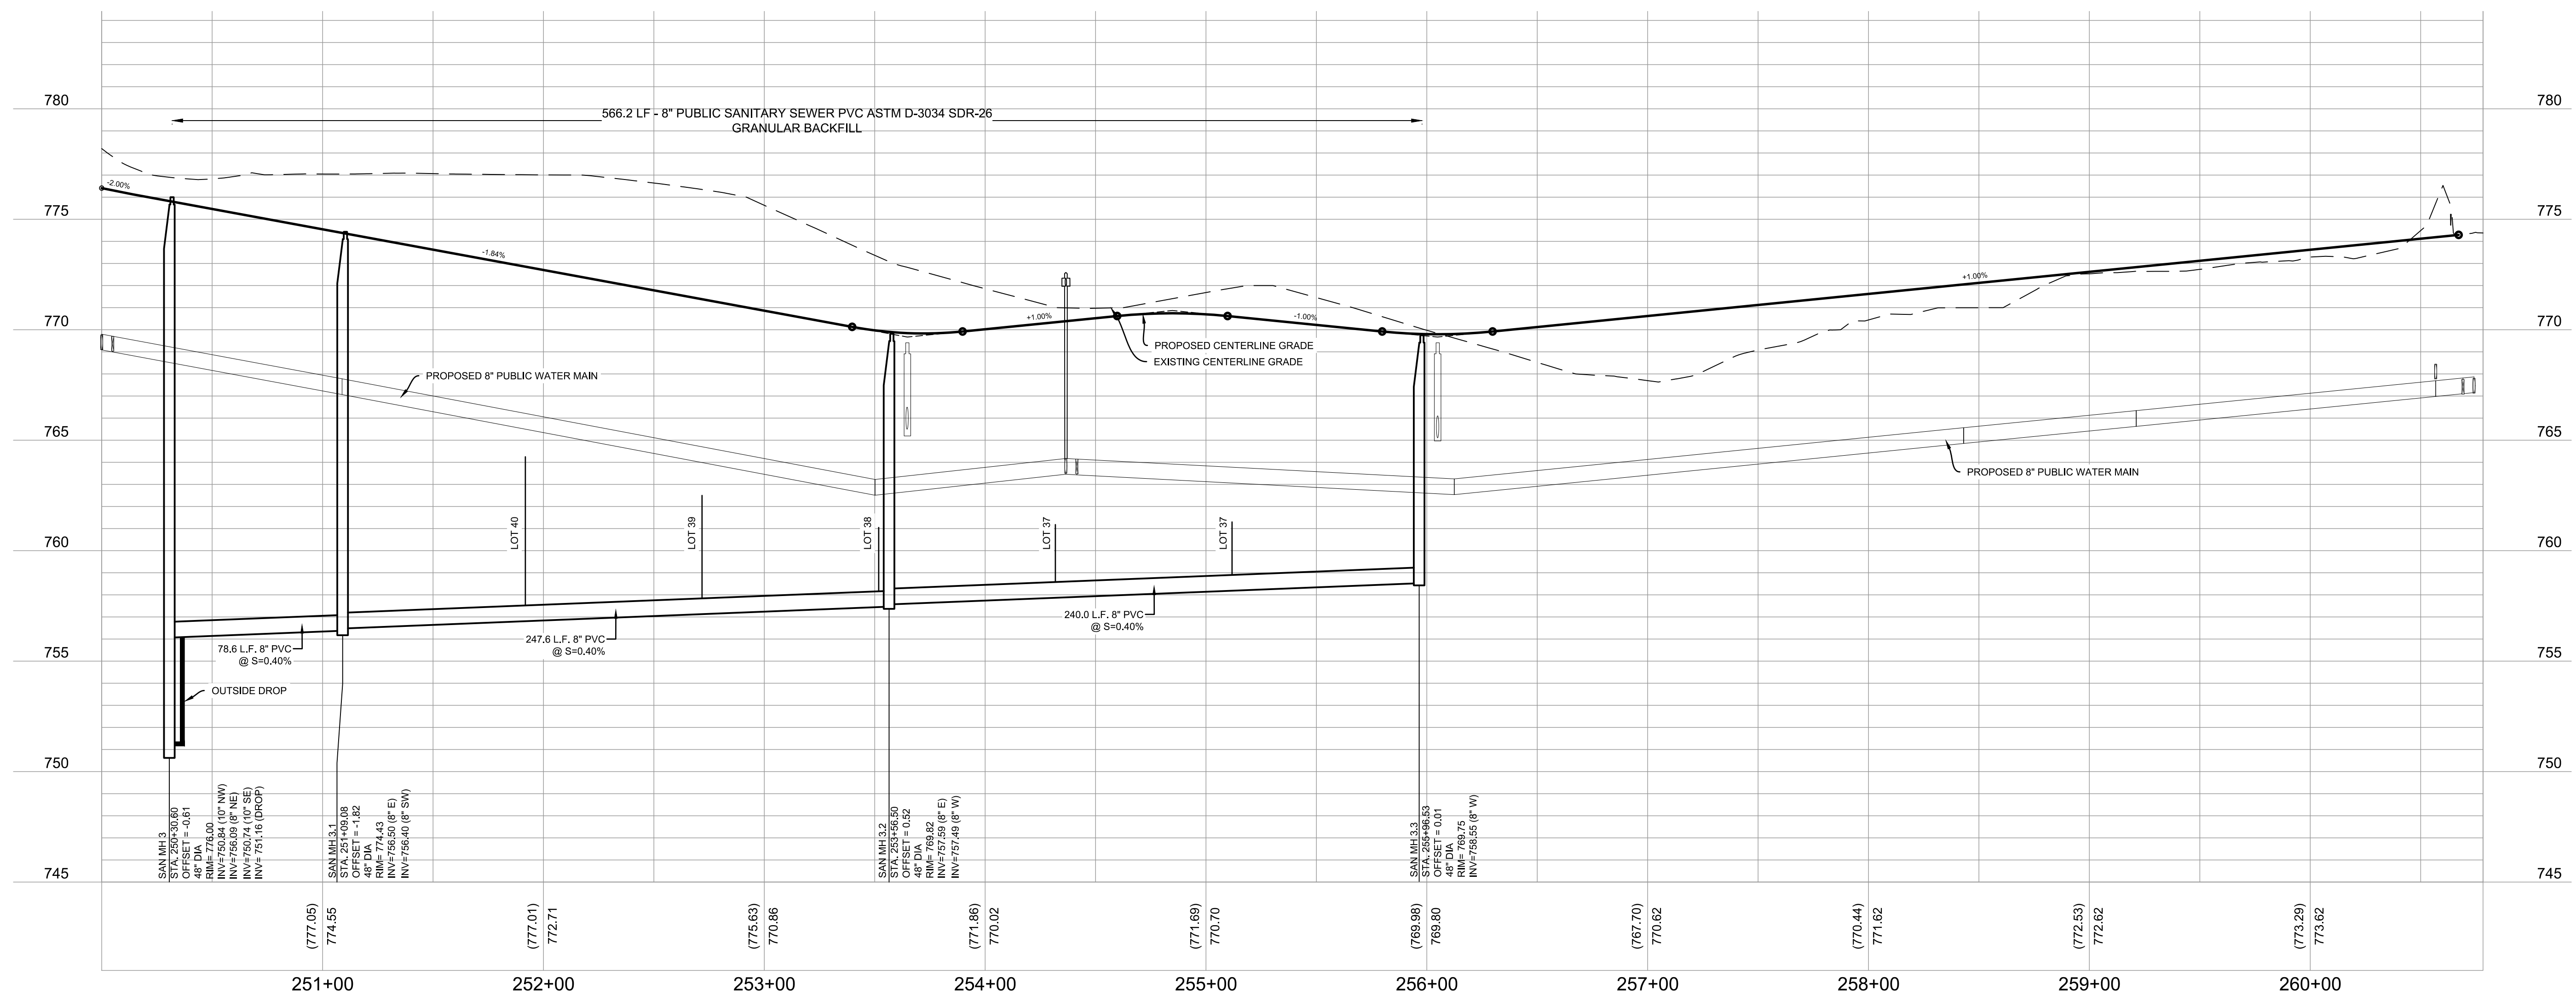 780
780
566.2 LF - 8" PUBLIC SANITARY SEWER PVC ASTM D-3034 SDR-26
GRANULAR BACKFILL
-2.00%
775
775
-1.84%
+1.00%
770
+1.00%
-1.00%
770
PROPOSED CENTERLINE GRADE
EXISTING CENTERLINE GRADE
PROPOSED 8" PUBLIC WATER MAIN
765
765
PROPOSED 8" PUBLIC WATER MAIN
LOT 40
LOT 39
LOT 38
LOT 37
LOT 37
760
760
78.6 L.F. 8" PVC
@ S=0.40%
247.6 L.F. 8" PVC
@ S=0.40%
240.0 L.F. 8" PVC
@ S=0.40%
755
755
OUTSIDE DROP
750
750
SAN MH 3
STA. 250+30.60
OFFSET = -0.61
48" DIA
RIM= 776.00
INV=750.84 (10" NW)
INV=756.09 (8" NE)
INV=750.74 (10" SE)
INV= 751.16 (DROP)
SAN MH 3.1
STA. 251+09.08
OFFSET = -1.82
48" DIA
RIM= 774.43
INV=756.50 (8" E)
INV=756.40 (8" SW)
SAN MH 3.2
STA. 253+56.50
OFFSET = 0.52
48" DIA
RIM= 769.82
INV=757.59 (8" E)
INV=757.49 (8" W)
SAN MH 3.3
STA. 255+96.53
OFFSET = 0.01
48" DIA
RIM= 769.75
INV=758.55 (8" W)
745
745
(777.05)
774.55
(777.01)
772.71
(775.63)
770.86
(771.86)
770.02
(771.69)
770.70
(769.98)
769.80
(767.70)
770.62
(770.44)
771.62
(772.53)
772.62
(773.29)
773.62
251+00
252+00
253+00
254+00
255+00
256+00
257+00
258+00
259+00
260+00